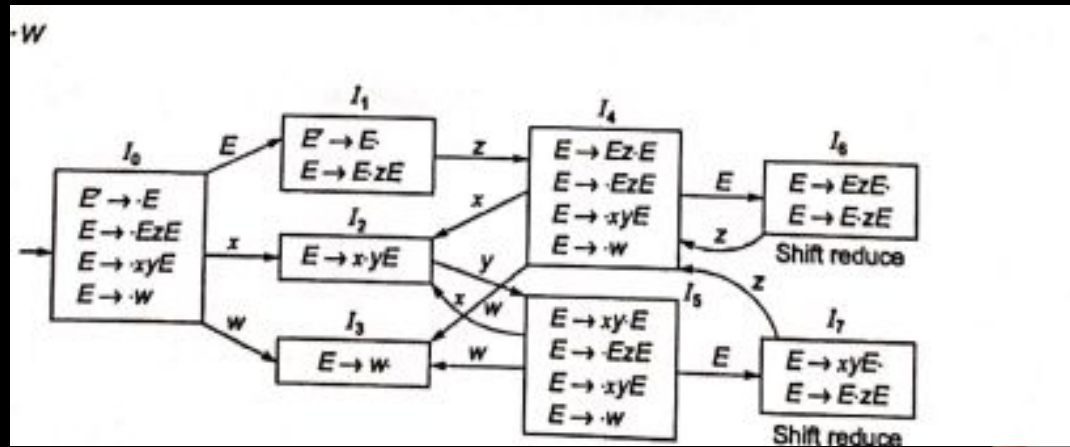 ·W
I₁
E' → E·
E → E·zE
I₀
E' → ·E
E → ·EzE
E → ·xyE
E → ·w
E
x
w
I₂
E → x·yE
I₃
E → w·
z
x
y
x
w
w
I₄
E → Ez·E
E → ·EzE
E → ·xyE
E → ·w
I₅
E → xy·E
E → ·EzE
E → ·xyE
E → ·w
E
z
E
z
I₆
E → EzE·
E → E·zE
Shift reduce
I₇
E → xyE·
E → E·zE
Shift reduce